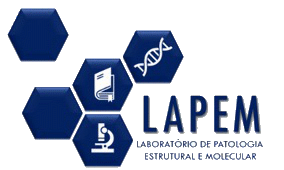 LAPEM
LABORATÓRIO DE PATOLOGIA
ESTRUTURAL E MOLECULAR